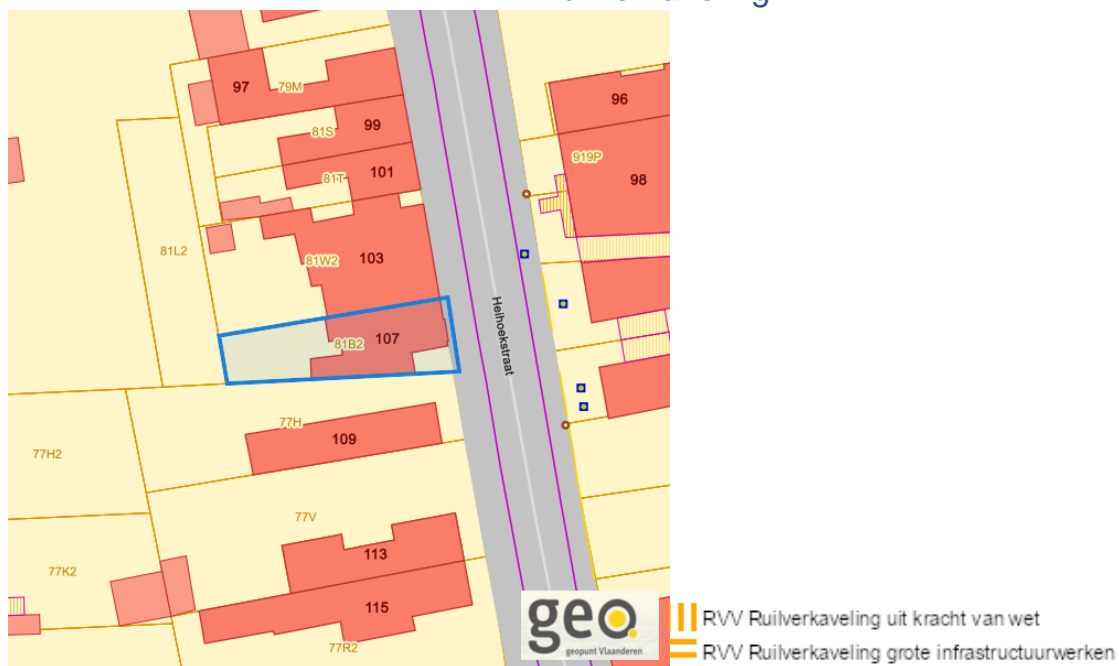 97
79M
99
81S
101
81T
96
919P
98
81L2
81W2
103
Heihoekstraat
81B2
107
77H
109
77H2
77V
77K2
113
115
77R2
geo.
geopunt Vlaanderen
RVV Ruilverkaveling uit kracht van wet
RVV Ruilverkaveling grote infrastructuurwerken